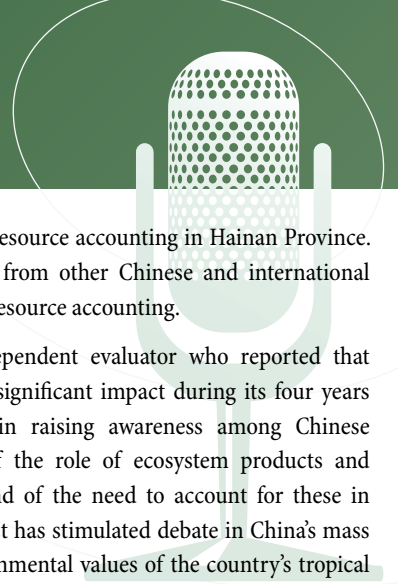 esource accounting in Hainan Province.
from other Chinese and international
esource accounting.
ependent evaluator who reported that
significant impact during its four years
in raising awareness among Chinese
f the role of ecosystem products and
nd of the need to account for these in
t has stimulated debate in China's mass
nmental values of the country's tropical